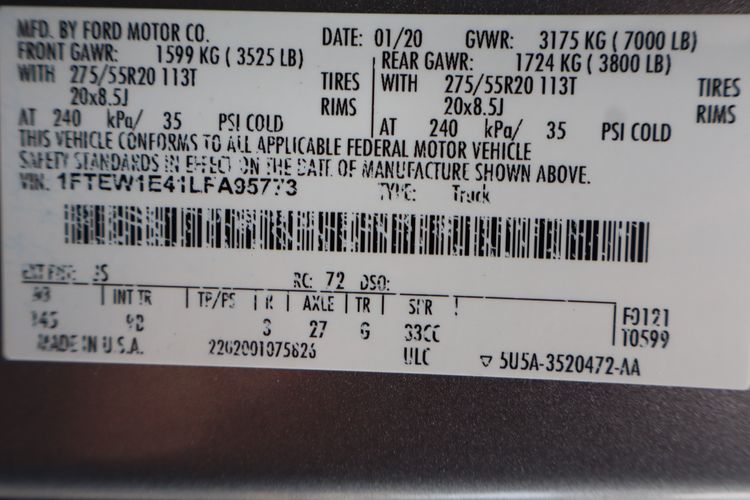 MFD. BY FORD MOTOR CO. DATE: 01/20 GVWR: 3175 KG ( 7000 LB)
FRONT GAWR: 1599 KG ( 3525 LB) REAR GAWR: 1724 KG ( 3800 LB)
WITH 275/55R20 113T TIRES WITH 275/55R20 113T TIRES
20x8.5J RIMS 20x8.5J RIMS
AT 240 kPa/ 35 PSI COLD AT 240 kPa/ 35 PSI COLD
THIS VEHICLE CONFORMS TO ALL APPLICABLE FEDERAL MOTOR VEHICLE
SAFETY STANDARDS IN EFFECT ON THE DATE OF MANUFACTURE SHOWN ABOVE.
VIN: 1FTEW1E41LFA95773 TYPE: Truck
EXT PNT: JS RC: 72 DSO:
INT TR TP/PS R AXLE TR SPR F0121
145 27 G 33CC T0599
MADE IN U.S.A. ULC 5U5A-3520472-AA